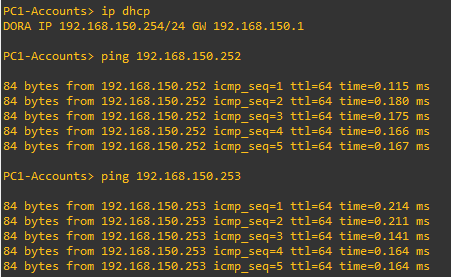 PC1-Accounts> ip dhcp
DORA IP 192.168.150.254/24 GW 192.168.150.1
PC1-Accounts> ping 192.168.150.252
84 bytes from 192.168.150.252 icmp_seq=1 ttl=64 time=0.115 ms
84 bytes from 192.168.150.252 icmp_seq=2 ttl=64 time=0.180 ms
84 bytes from 192.168.150.252 icmp_seq=3 ttl=64 time=0.175 ms
84 bytes from 192.168.150.252 icmp_seq=4 ttl=64 time=0.166 ms
84 bytes from 192.168.150.252 icmp_seq=5 ttl=64 time=0.167 ms
PC1-Accounts> ping 192.168.150.253
84 bytes from 192.168.150.253 icmp_seq=1 ttl=64 time=0.214 ms
84 bytes from 192.168.150.253 icmp_seq=2 ttl=64 time=0.211 ms
84 bytes from 192.168.150.253 icmp_seq=3 ttl=64 time=0.141 ms
84 bytes from 192.168.150.253 icmp_seq=4 ttl=64 time=0.164 ms
84 bytes from 192.168.150.253 icmp_seq=5 ttl=64 time=0.164 ms